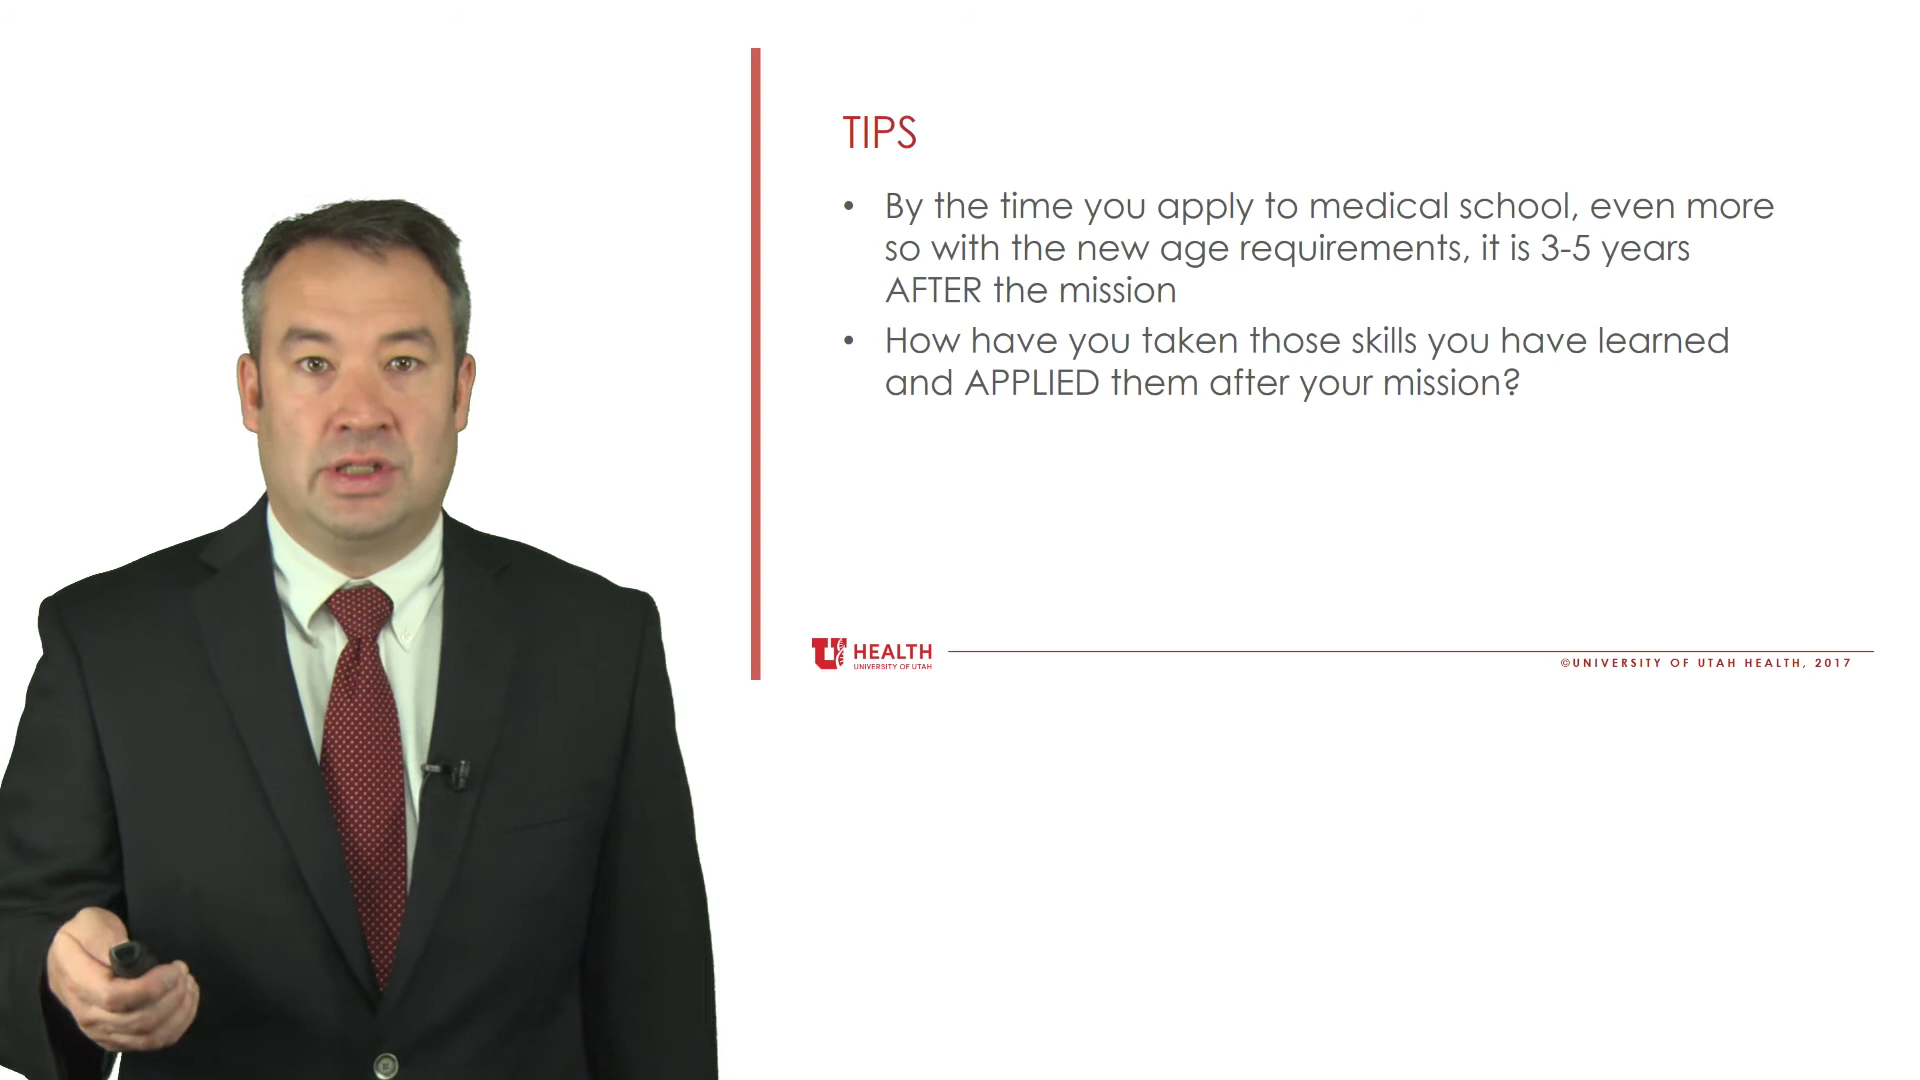 TIPS
• By the time you apply to medical school, even more
so with the new age requirements, it is 3-5 years
AFTER the mission
• How have you taken those skills you have learned
and APPLIED them after your mission?
U HEALTH
UNIVERSITY OF UTAH
©UNIVERSITY OF UTAH HEALTH, 2017